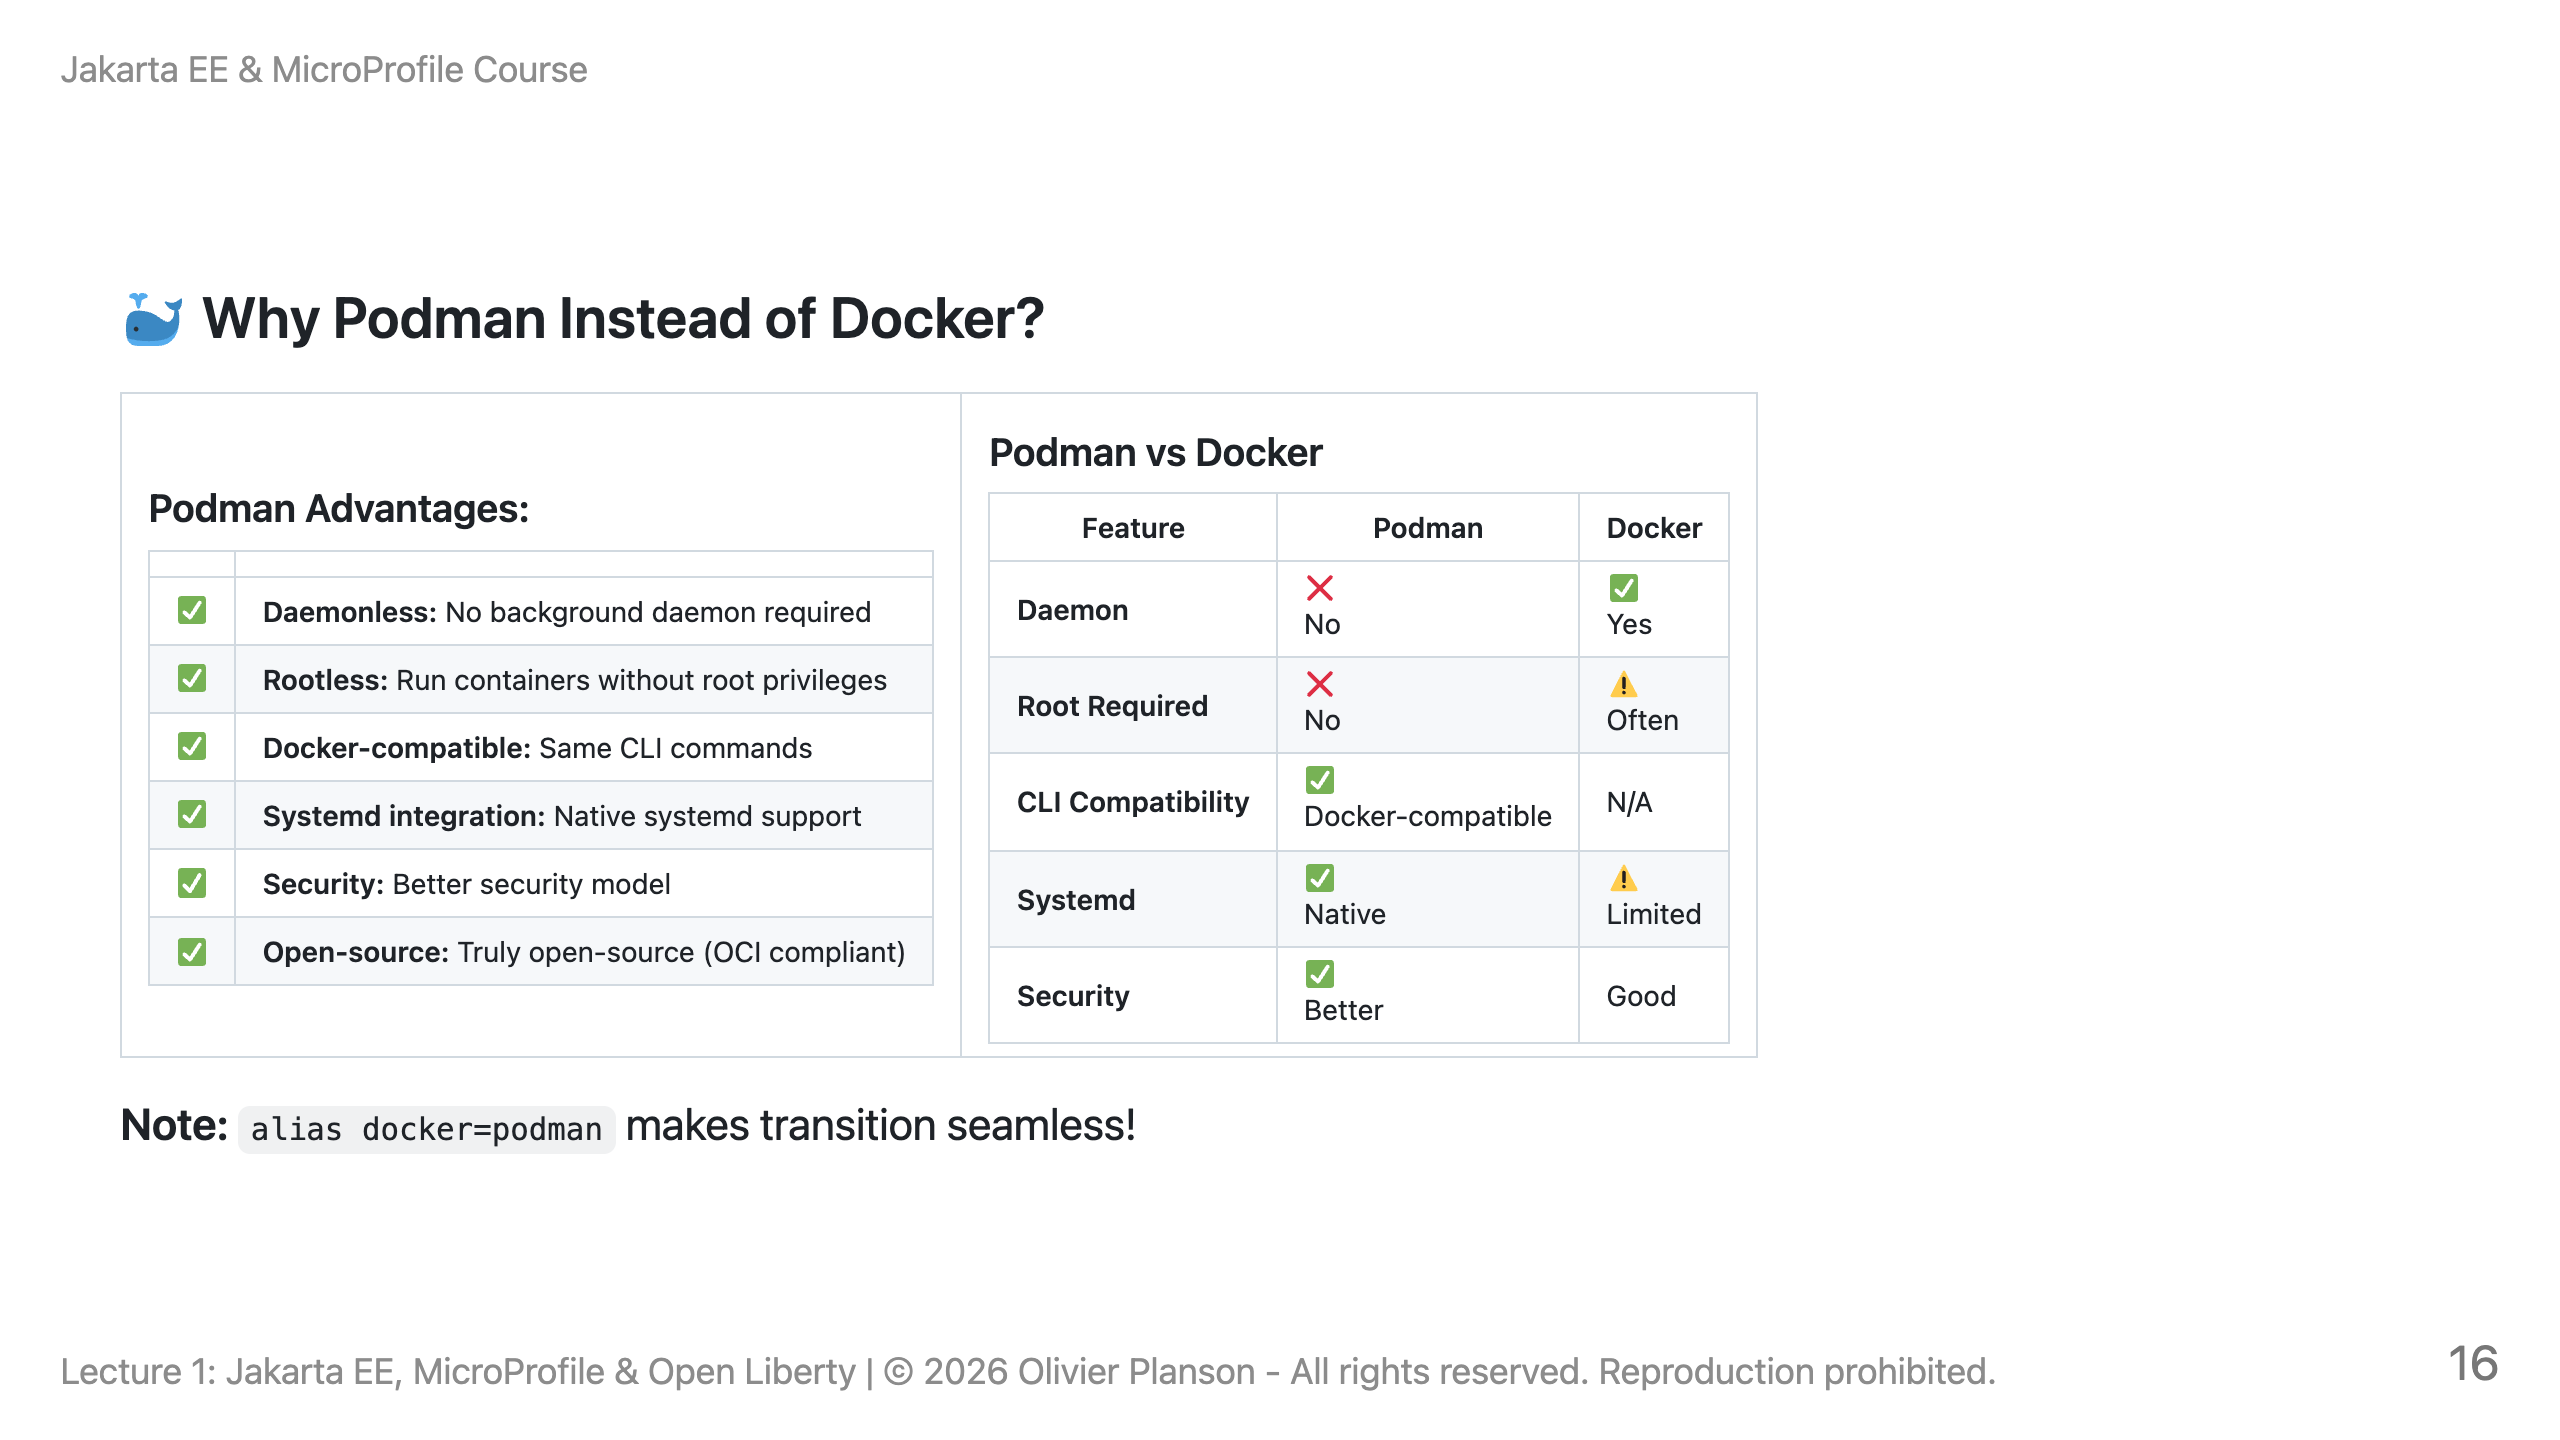 Jakarta EE & MicroProfile Course
🐳 Why Podman Instead of Docker?
Podman Advantages:
✅ Daemonless: No background daemon required
✅ Rootless: Run containers without root privileges
✅ Docker-compatible: Same CLI commands
✅ Systemd integration: Native systemd support
✅ Security: Better security model
✅ Open-source: Truly open-source (OCI compliant)
Podman vs Docker
Feature Podman Docker
Daemon ❌ No ✅ Yes
Root Required ❌ No ⚠️ Often
CLI Compatibility ✅ Docker-compatible N/A
Systemd ✅ Native ⚠️ Limited
Security ✅ Better Good
Note: alias docker=podman makes transition seamless!
Lecture 1: Jakarta EE, MicroProfile & Open Liberty | © 2026 Olivier Planson - All rights reserved. Reproduction prohibited.
16